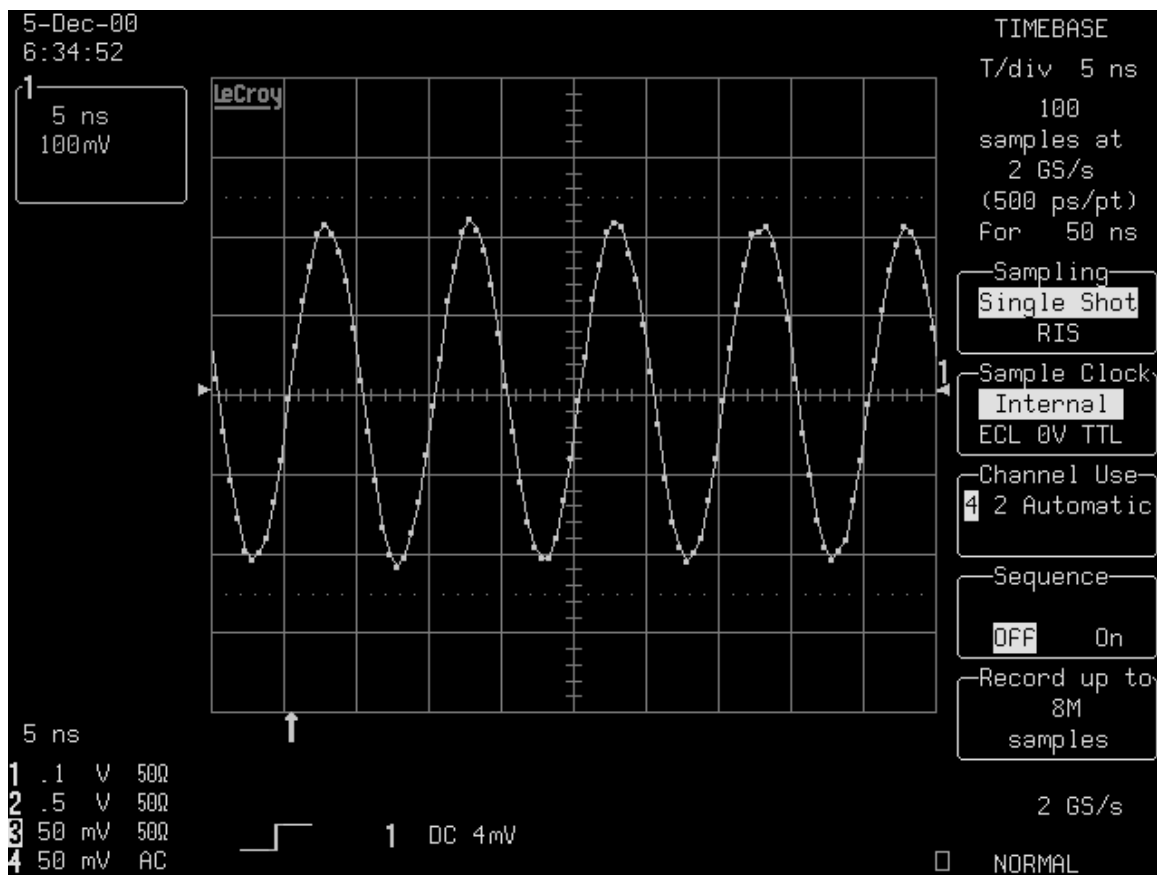 5-Dec-00
6:34:52
1
5 ns
100mV
LeCroy
1
TIMEBASE
T/div 5 ns
100
samples at
2 GS/s
(500 ps/pt)
for 50 ns
Sampling
Single Shot
RIS
Sample Clock
Internal
ECL 0V TTL
Channel Use
4 2 Automatic
Sequence
OFF On
Record up to
8M
samples
5 ns
1 .1 V 50Ω
2 .5 V 50Ω
3 50 mV 50Ω
4 50 mV AC
1 DC 4mV
2 GS/s
NORMAL